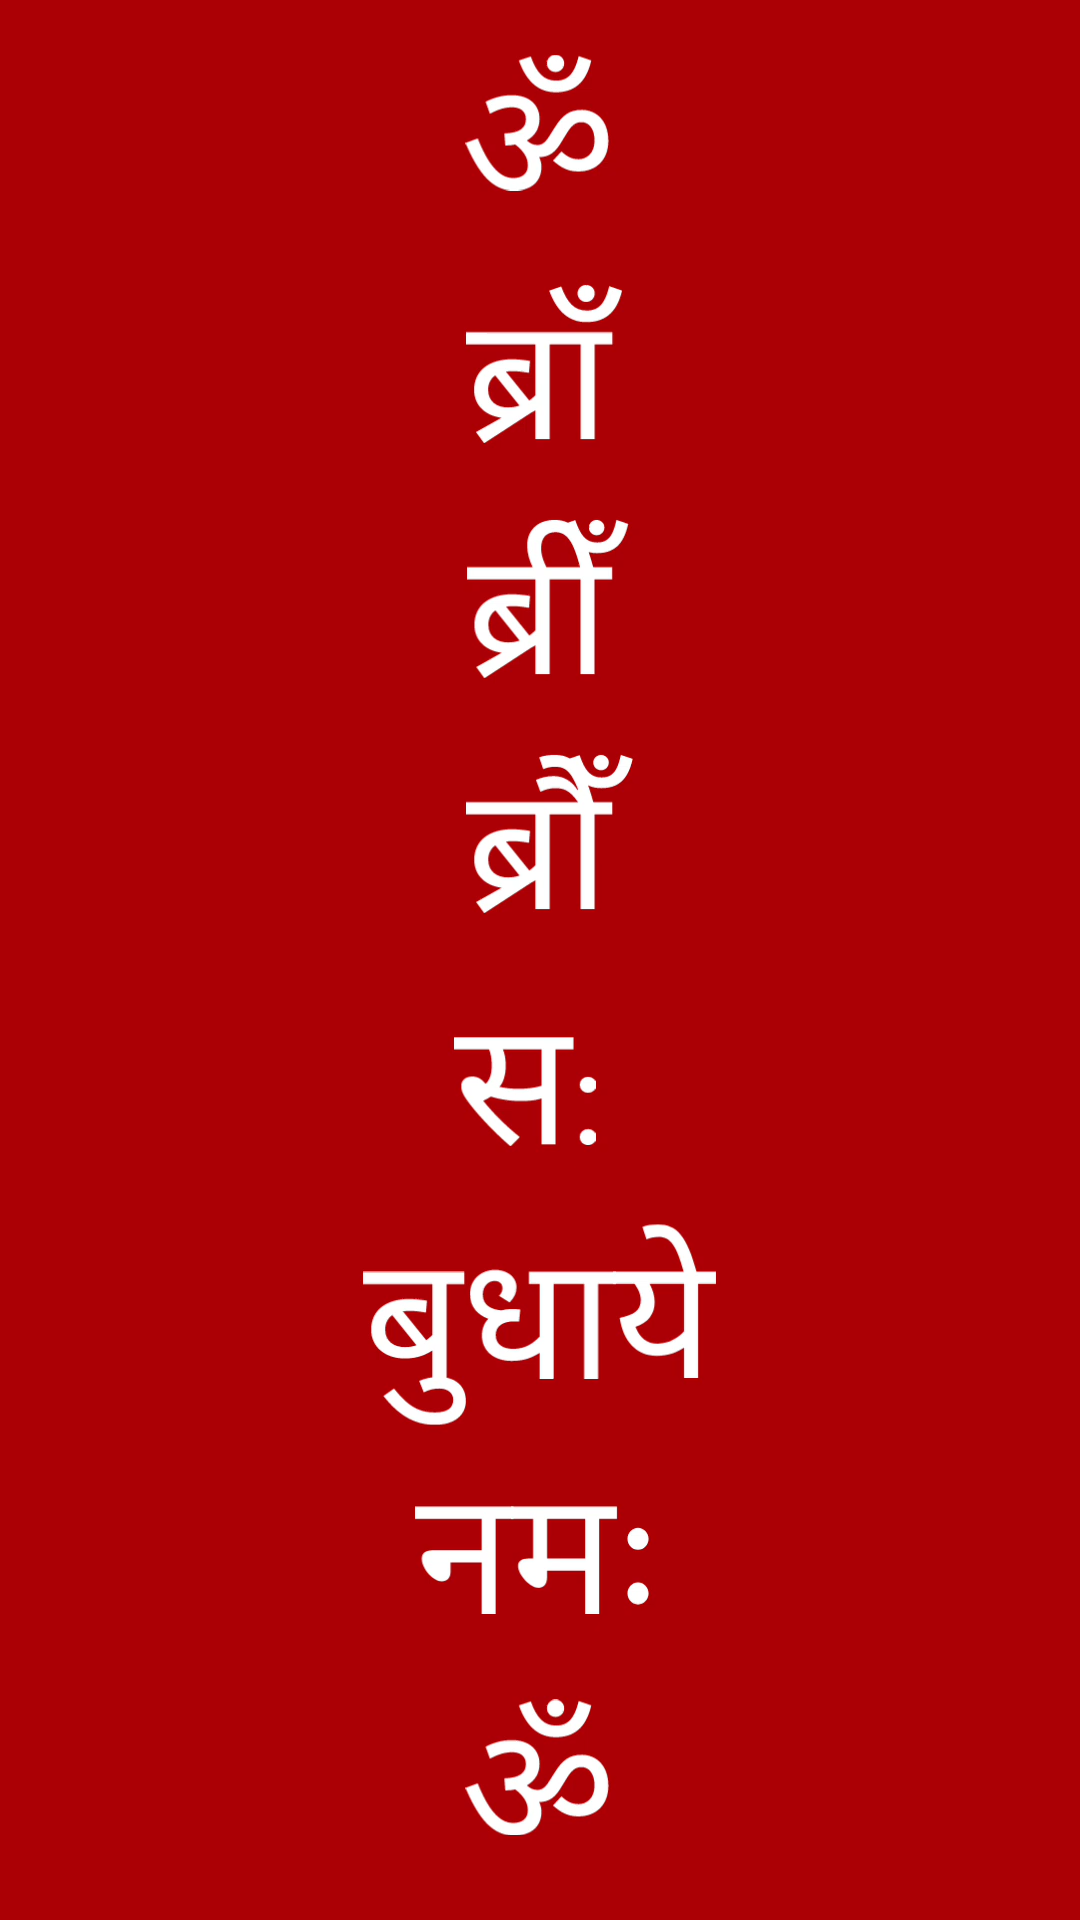 ॐ
ब्राँ
ब्रीँ
ब्रौँ
सः
बुधाये
नमः
ॐ